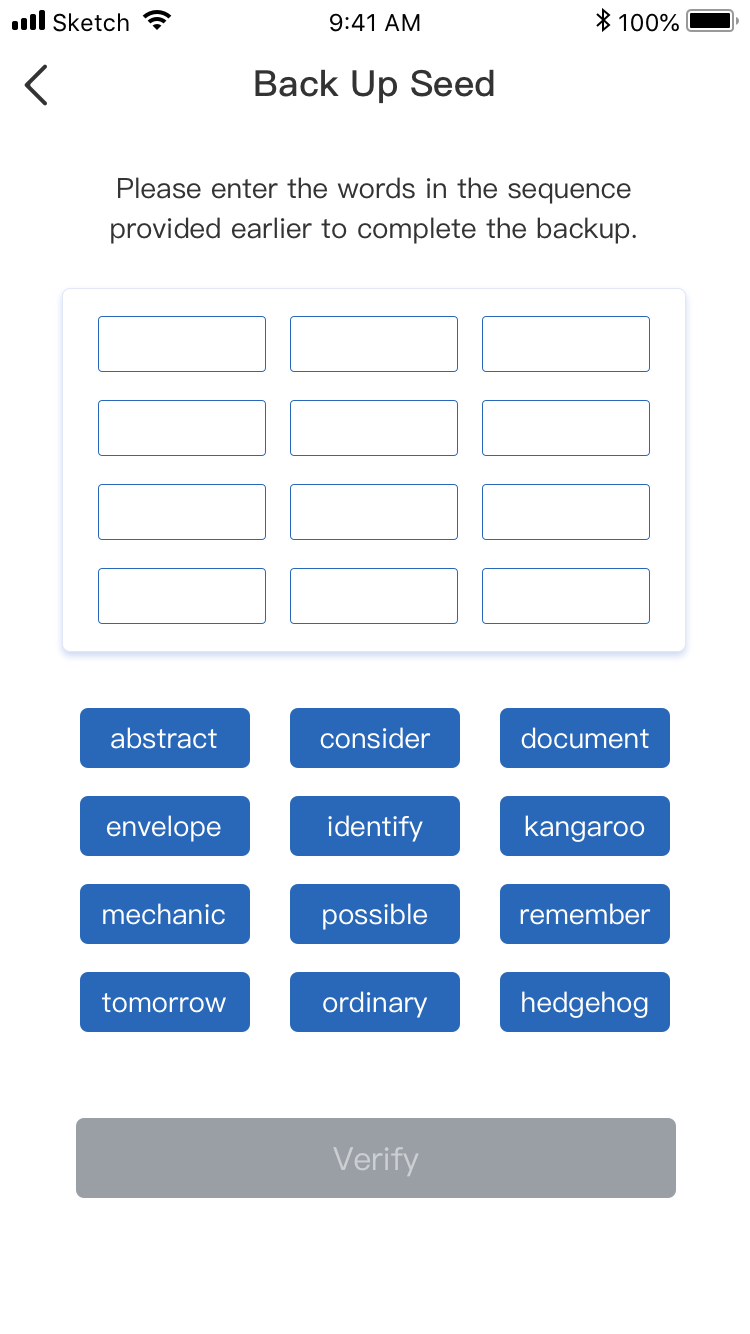 Sketch 9:41 AM 100%
Back Up Seed
Please enter the words in the sequence
provided earlier to complete the backup.
abstract consider document
envelope identify kangaroo
mechanic possible remember
tomorrow ordinary hedgehog
Verify